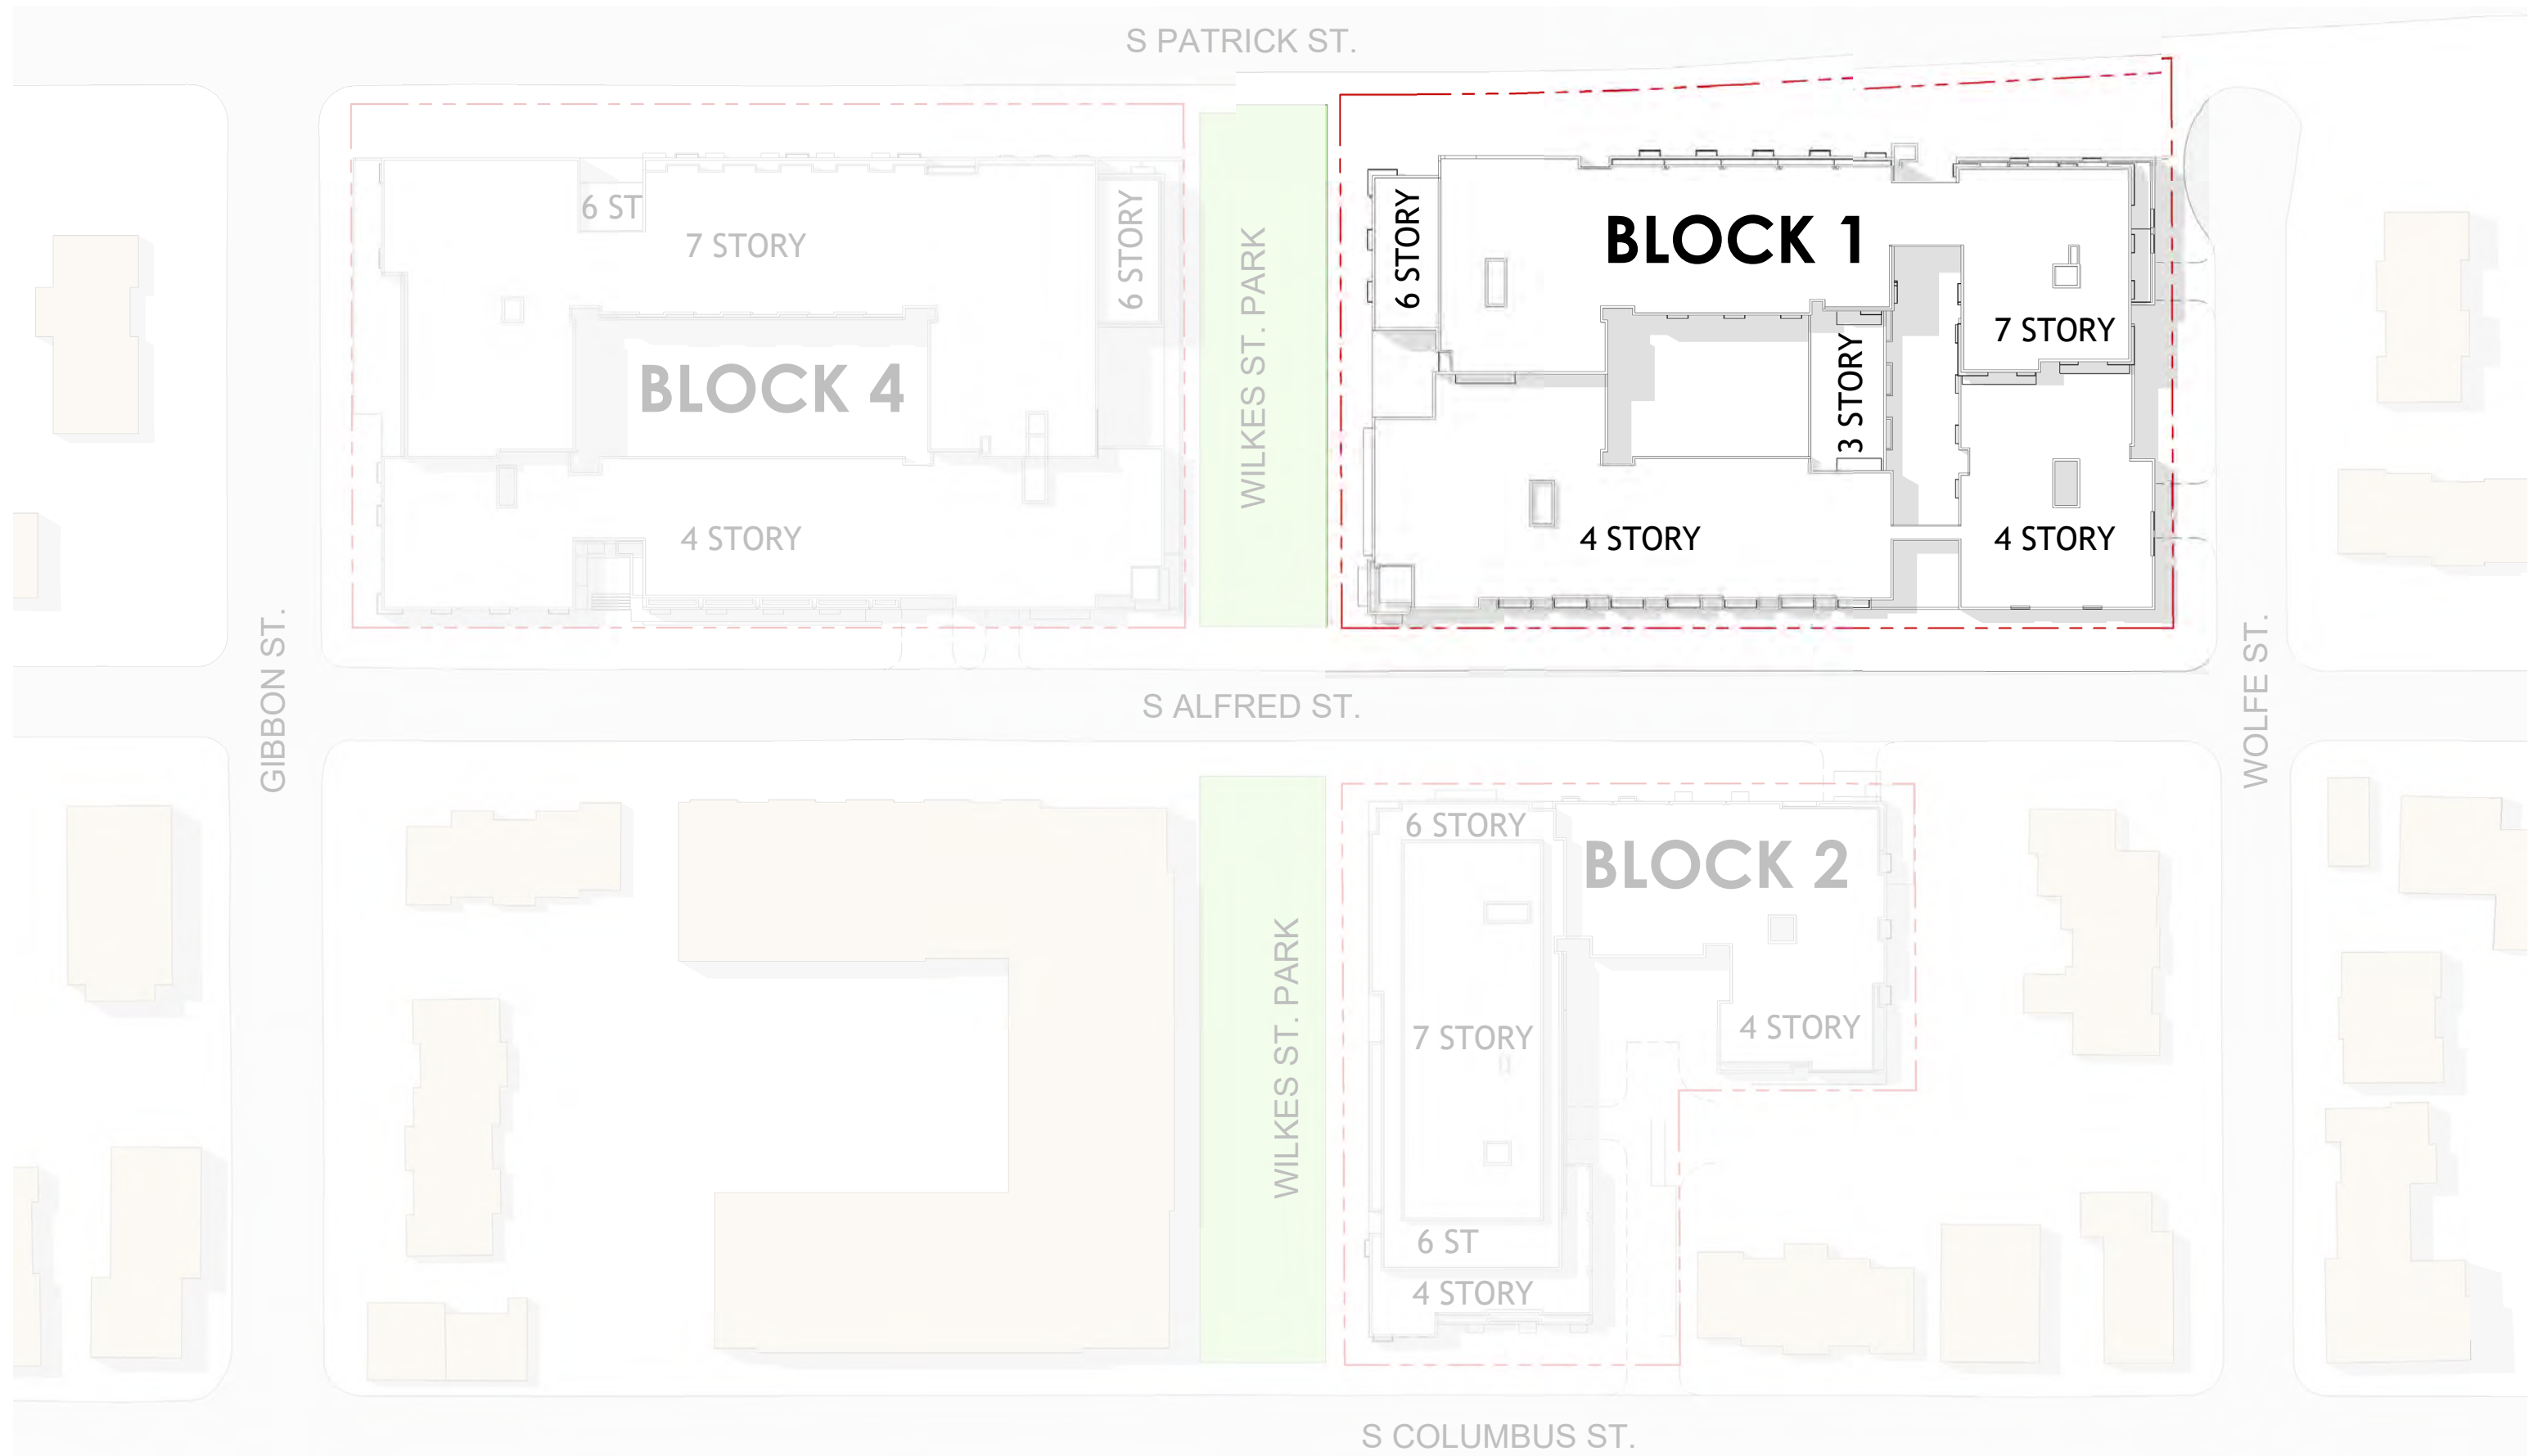 S PATRICK ST.
6 ST
7 STORY
6 STORY
BLOCK 4
4 STORY
WILKES ST. PARK
6 STORY
BLOCK 1
7 STORY
3 STORY
4 STORY
4 STORY
GIBBON ST.
S ALFRED ST.
WOLFE ST.
6 STORY
BLOCK 2
7 STORY
4 STORY
WILKES ST. PARK
6 ST
4 STORY
S COLUMBUS ST.